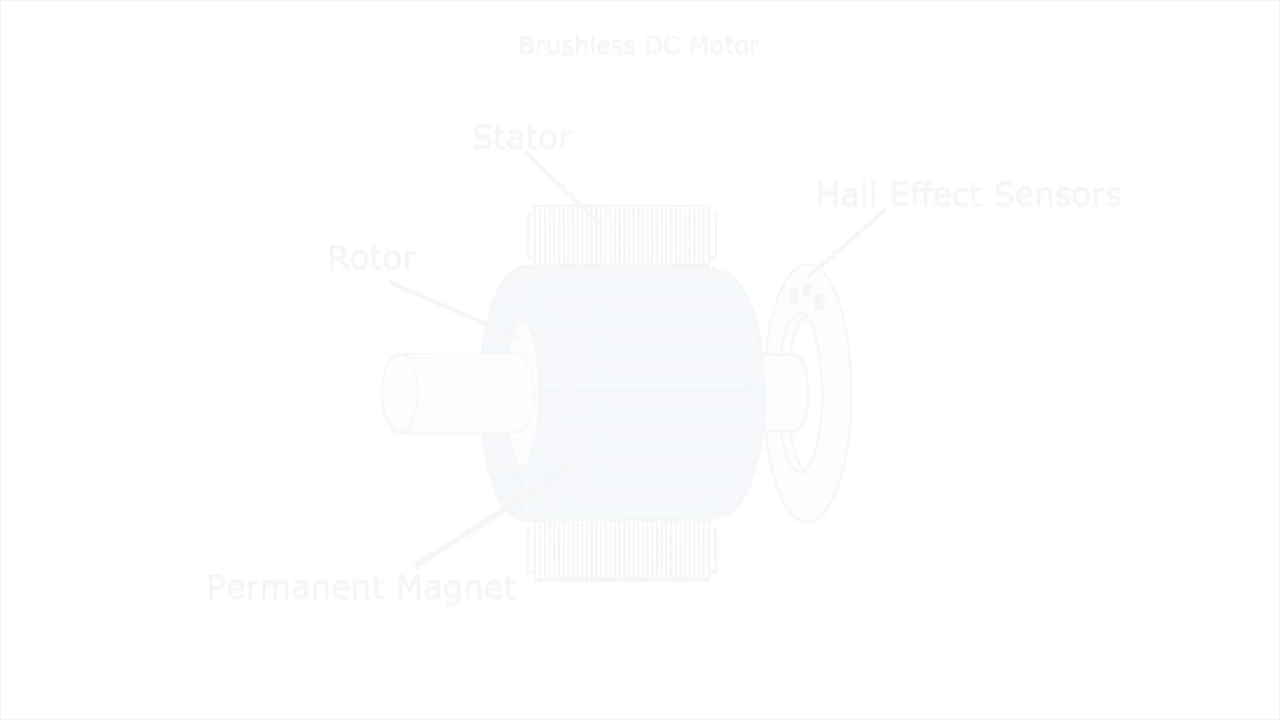 Brushless DC Motor
Stator
Hall Effect Sensors
Rotor
Permanent Magnet